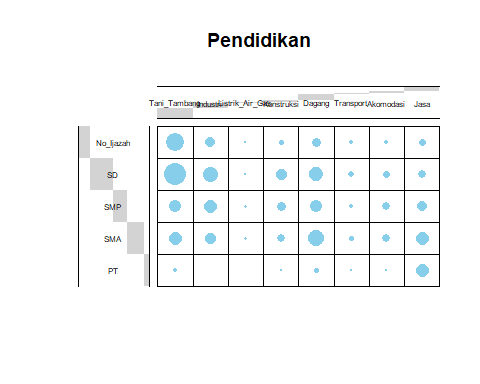 Pendidikan
Tani_Tambang Industri Listrik_Air_Gas Konstruksi Dagang Transport Akomodasi Jasa
No_Ijazah
SD
SMP
SMA
PT